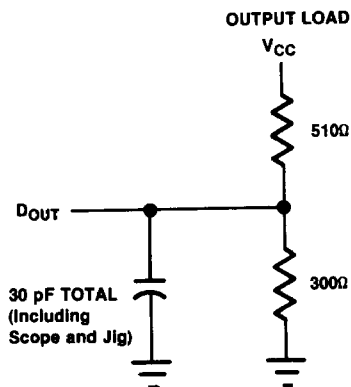 OUTPUT LOAD
VCC
510Ω
DOUT
300Ω
30 pF TOTAL
(Including
Scope and Jig)